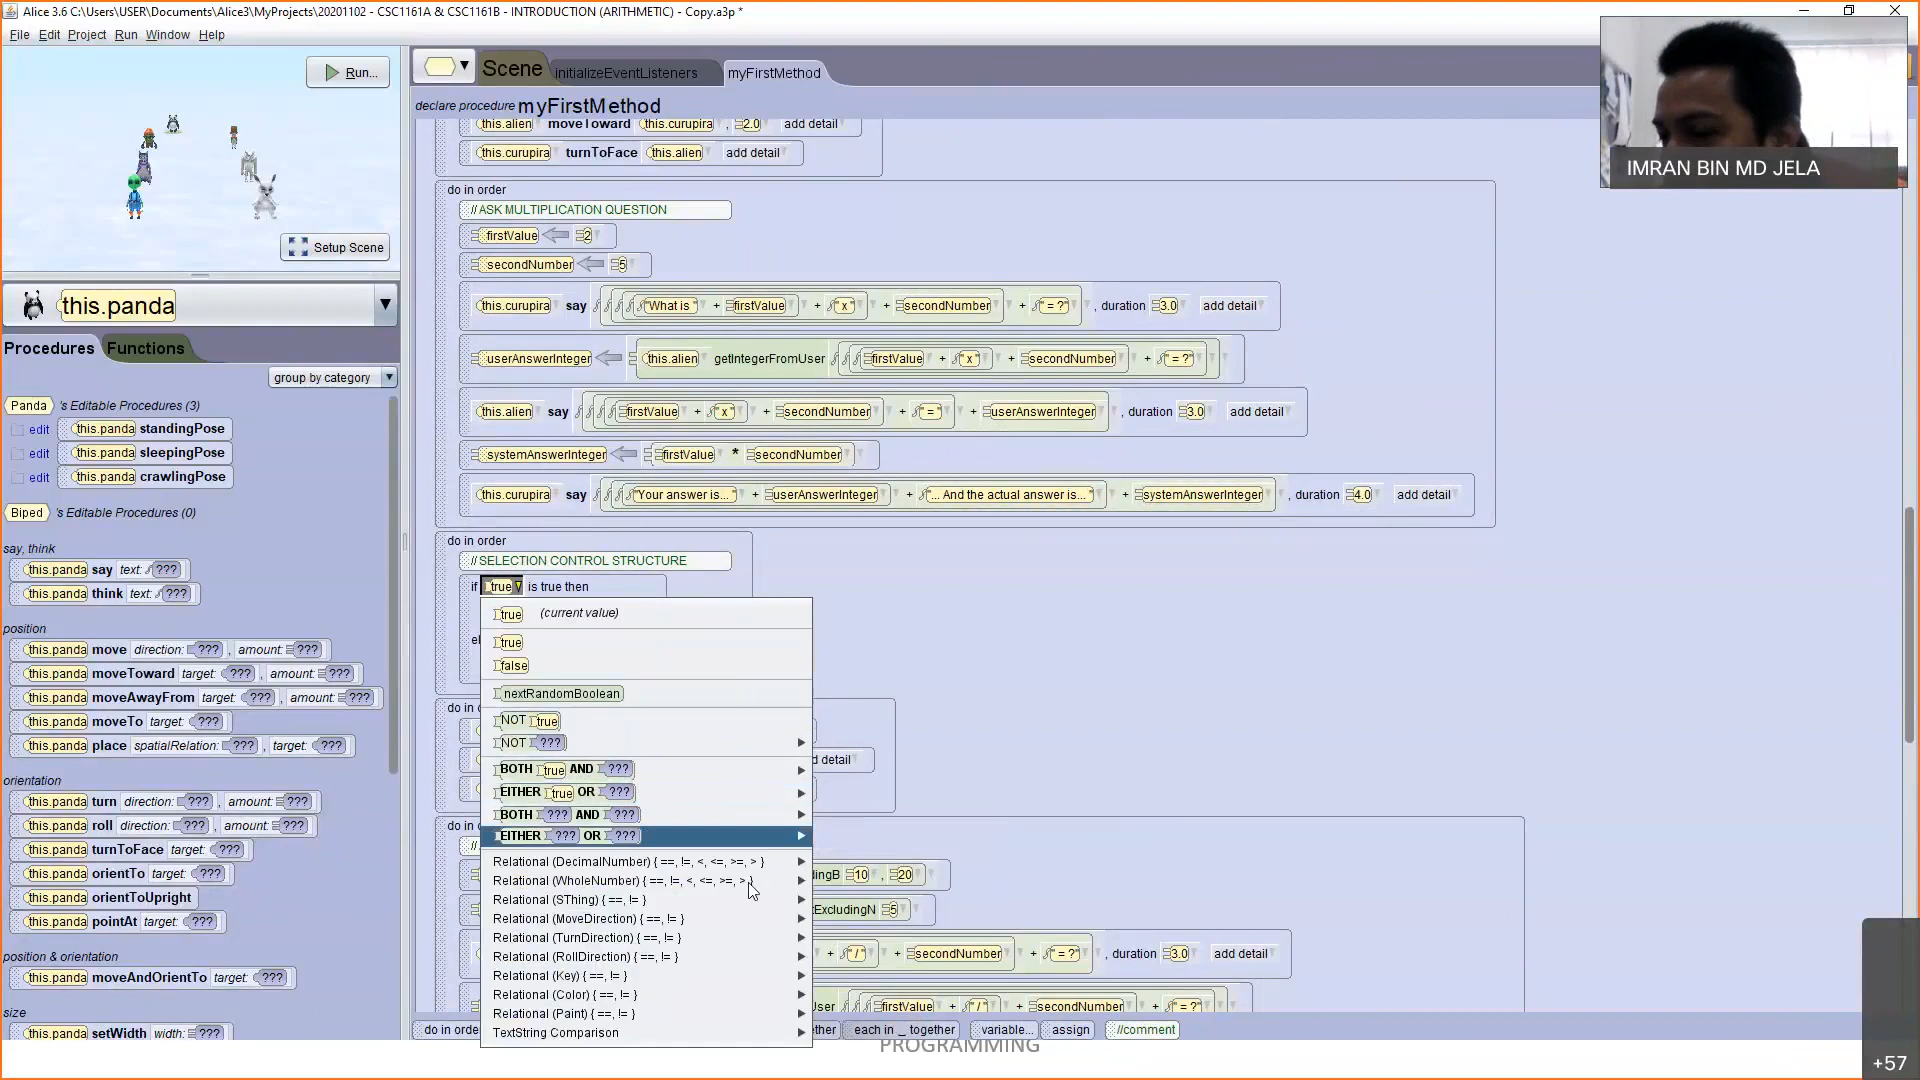 Alice 3.6 C:\Users\USER\Documents\Alice3\MyProjects\20201102 - CSC1161A & CSC1161B - INTRODUCTION (ARITHMETIC) - Copy.a3p *
File Edit Project Run Window Help
Run...
Setup Scene
this.panda
Procedures Functions
group by category
Panda 's Editable Procedures (3)
edit this.panda standingPose
edit this.panda sleepingPose
edit this.panda crawlingPose
Biped 's Editable Procedures (0)
say, think
this.panda say text: ???
this.panda think text: ???
position
this.panda move direction: ??? , amount: ???
this.panda moveToward target: ??? , amount: ???
this.panda moveAwayFrom target: ??? , amount: ???
this.panda moveTo target: ???
this.panda place spatialRelation: ??? , target: ???
orientation
this.panda turn direction: ??? , amount: ???
this.panda roll direction: ??? , amount: ???
this.panda turnToFace target: ???
this.panda orientTo target: ???
this.panda orientToUpright
this.panda pointAt target: ???
position & orientation
this.panda moveAndOrientTo target: ???
size
this.panda setWidth width: ???
Scene initializeEventListeners myFirstMethod
declare procedure myFirstMethod
this.alien moveToward this.curupira , 2.0 add detail
this.curupira turnToFace this.alien add detail
do in order
//ASK MULTIPLICATION QUESTION
firstValue 2
secondNumber 5
this.curupira say "What is " + firstValue + " x " + secondNumber + " = ?" , duration 3.0 add detail
userAnswerInteger this.alien getIntegerFromUser firstValue + " x " + secondNumber + " = ?"
this.alien say firstValue + " x " + secondNumber + " = " + userAnswerInteger , duration 3.0 add detail
systemAnswerInteger firstValue * secondNumber
this.curupira say "Your answer is... " + userAnswerInteger + "... And the actual answer is... " + systemAnswerInteger , duration 4.0 add detail
do in order
//SELECTION CONTROL STRUCTURE
if true is true then
true (current value)
true
false
nextRandomBoolean
NOT true
NOT ???
BOTH true AND ???
EITHER true OR ???
BOTH ??? AND ???
EITHER ??? OR ???
Relational (DecimalNumber) { ==, !=, <, <=, >=, > }
Relational (WholeNumber) { ==, !=, <, <=, >=, > }
Relational (SThing) { ==, != }
Relational (MoveDirection) { ==, != }
Relational (TurnDirection) { ==, != }
Relational (RollDirection) { ==, != }
Relational (Key) { ==, != }
Relational (Color) { ==, != }
Relational (Paint) { ==, != }
TextString Comparison
el
do in o
d detail
do in o
//
dingB 10 , 20
ExcludingN 5
+ " / " + secondNumber + " = ?" , duration 3.0 add detail
User firstValue + " / " + secondNumber + " = ?"
do in order ether each in _ together variable... assign //comment
PROGRAMMING
IMRAN BIN MD JELA
+57